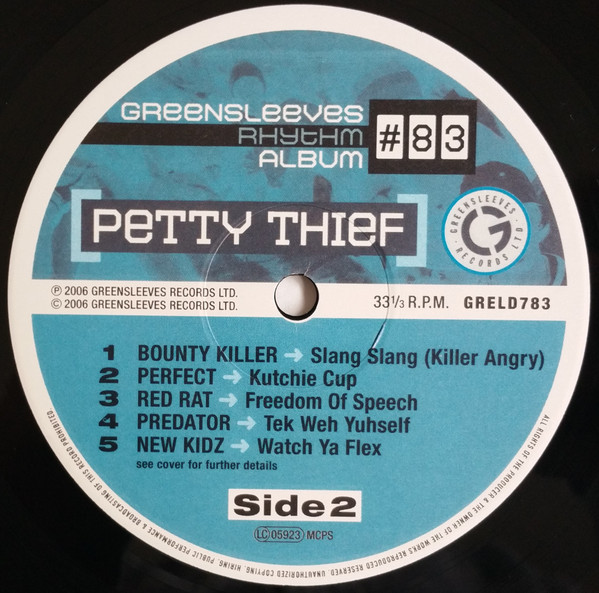 GREENSLEEVES
RHYTHM
ALBUM
#83
[PETTY THIEF]
GREENSLEEVES RECORDS LTD
G
℗ 2006 GREENSLEEVES RECORDS LTD.
© 2006 GREENSLEEVES RECORDS LTD.
33⅓ R.P.M. GRELD783
1 BOUNTY KILLER → Slang Slang (Killer Angry)
2 PERFECT → Kutchie Cup
3 RED RAT → Freedom Of Speech
4 PREDATOR → Tek Weh Yuhself
5 NEW KIDZ → Watch Ya Flex
see cover for further details
Side 2
LC 05923 MCPS
ALL RIGHTS OF THE PRODUCER & THE OWNER OF THE WORKS REPRODUCED RESERVED. UNAUTHORIZED COPYING, HIRING, PUBLIC PERFORMANCE & BROADCASTING OF THIS RECORD PROHIBITED.